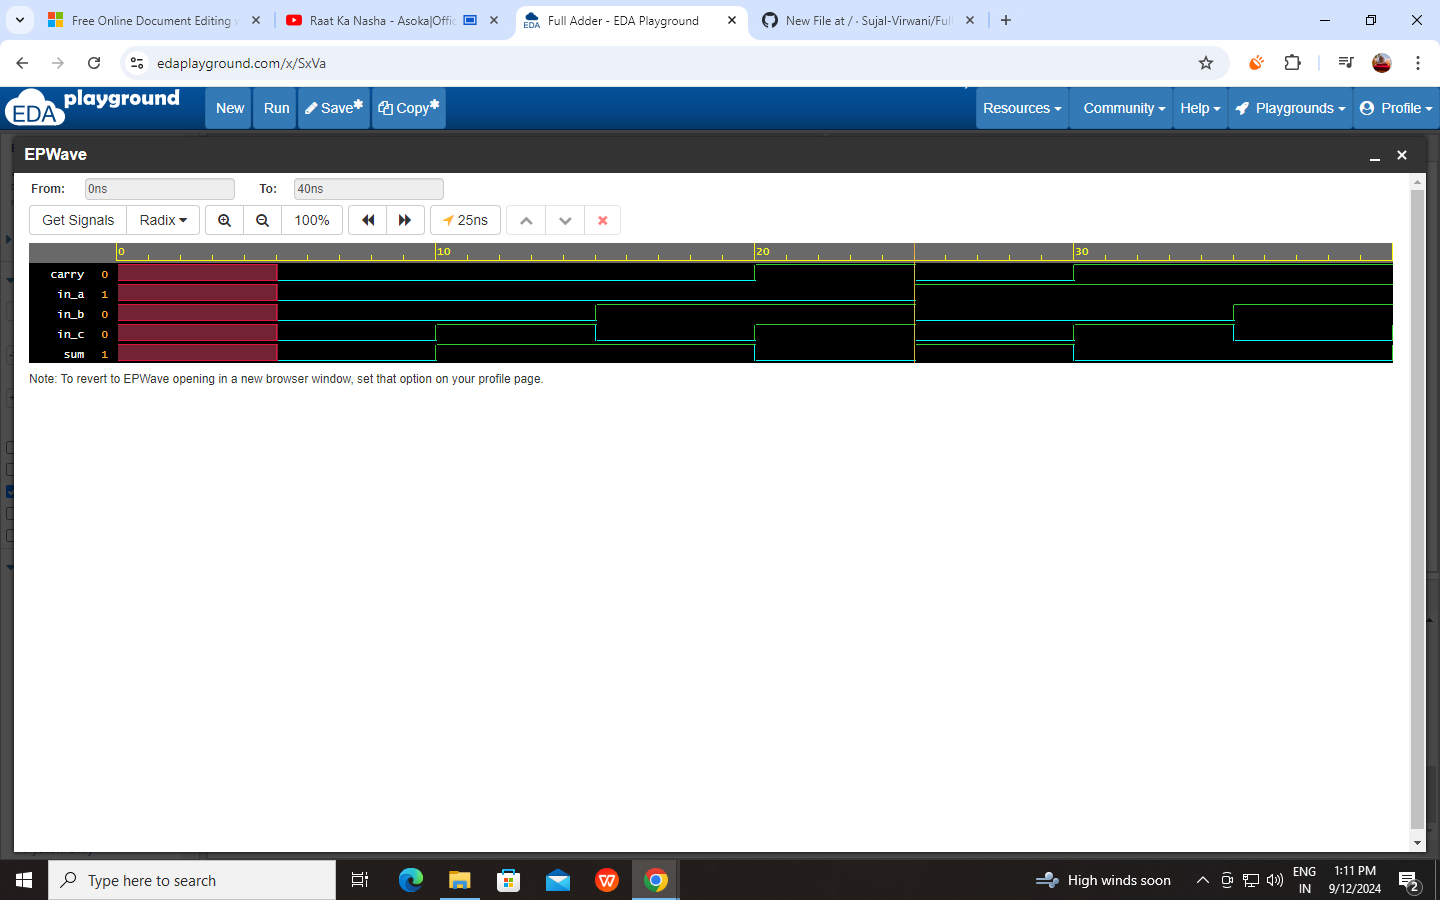 Free Online Document Editing w
Raat Ka Nasha - Asoka|Offic
Full Adder - EDA Playground
New File at / · Sujal-Virwani/Full
edaplayground.com/x/SxVa
EDA playground
New
Run
Save*
Copy*
Resources
Community
Help
Playgrounds
Profile
EPWave
From:
0ns
To:
40ns
Get Signals
Radix
100%
25ns
0
10
20
30
carry 0
in_a 1
in_b 0
in_c 0
sum 1
Note: To revert to EPWave opening in a new browser window, set that option on your profile page.
Type here to search
High winds soon
ENG
IN
1:11 PM
9/12/2024
2